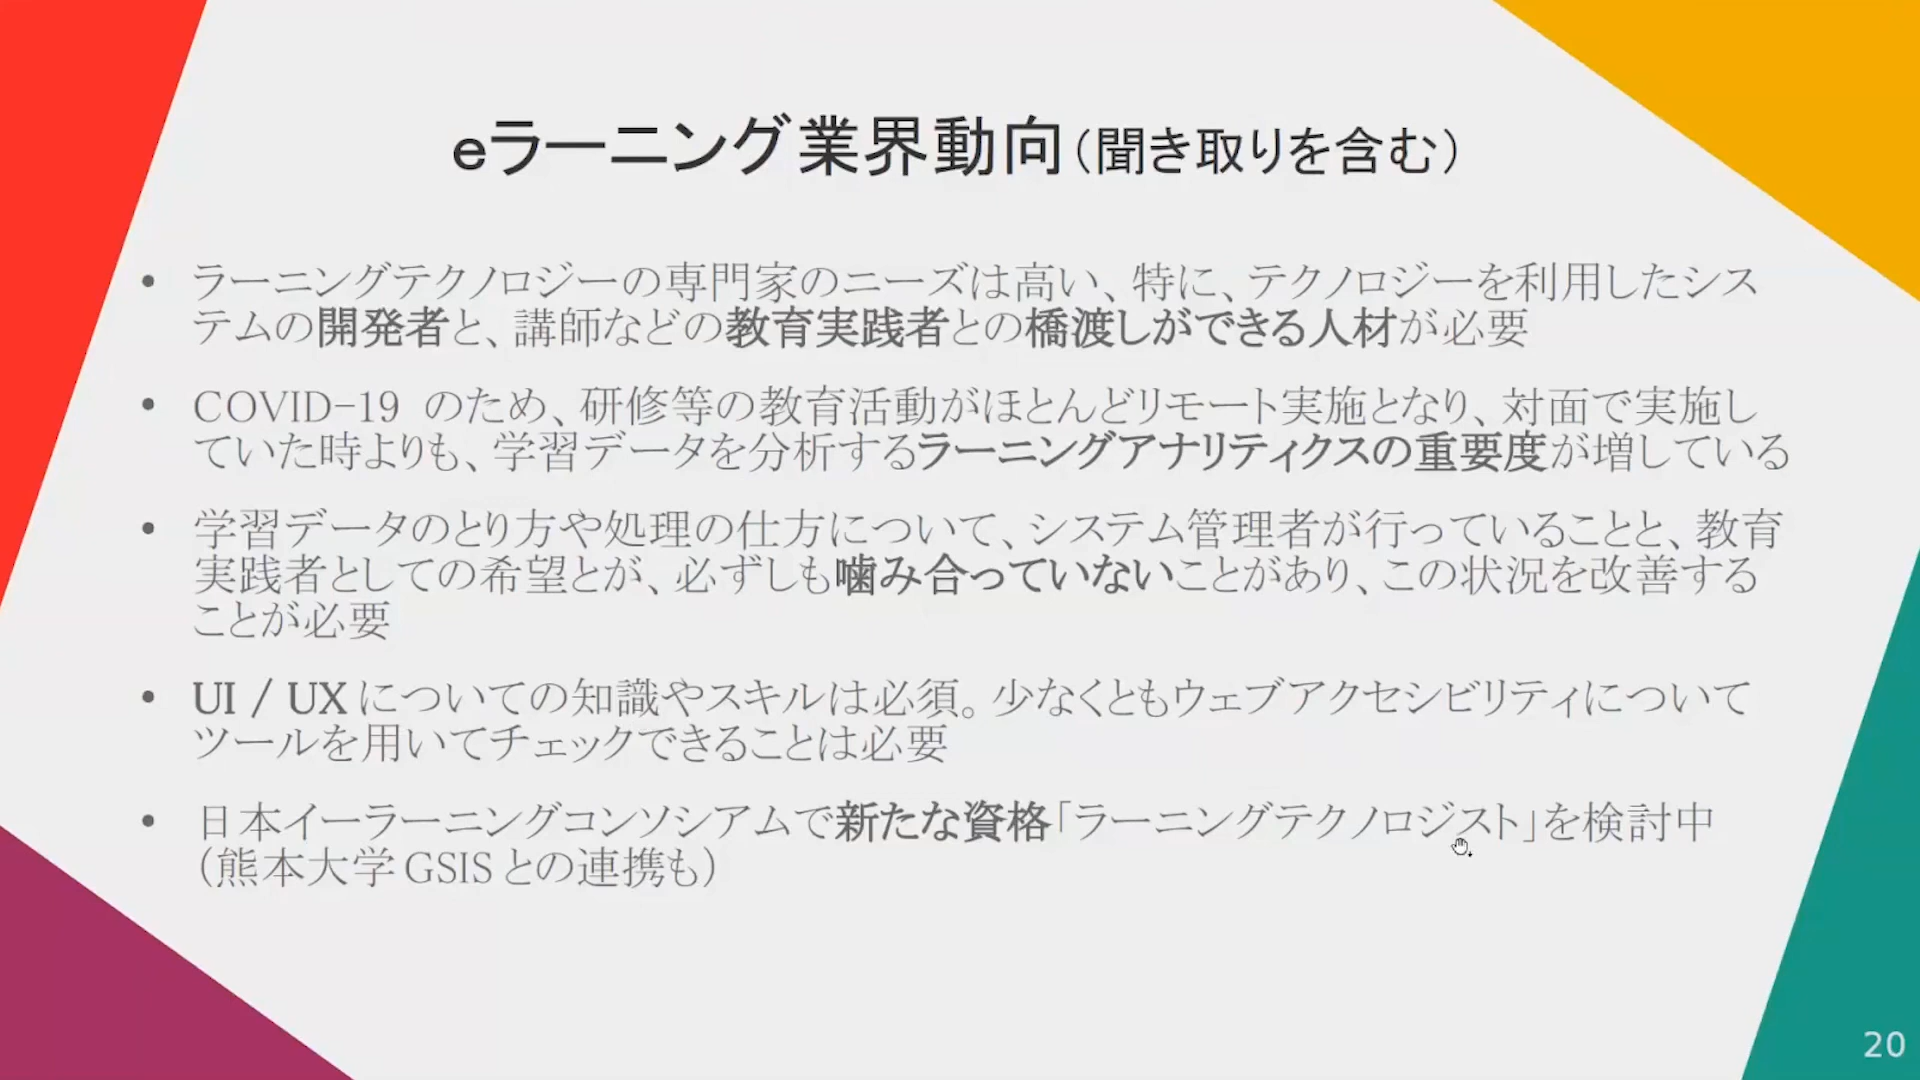 eラーニング業界動向（聞き取りを含む）
• ラーニングテクノロジーの専門家のニーズは高い、特に、テクノロジーを利用したシス
テムの開発者と、講師などの教育実践者との橋渡しができる人材が必要
• COVID-19 のため、研修等の教育活動がほとんどリモート実施となり、対面で実施し
ていた時よりも、学習データを分析するラーニングアナリティクスの重要度が増している
• 学習データのとり方や処理の仕方について、システム管理者が行っていることと、教育
実践者としての希望とが、必ずしも噛み合っていないことがあり、この状況を改善する
ことが必要
• UI / UX についての知識やスキルは必須。少なくともウェブアクセシビリティについて
ツールを用いてチェックできることは必要
• 日本イーラーニングコンソシアムで新たな資格「ラーニングテクノロジスト」を検討中
（熊本大学 GSIS との連携も）
20